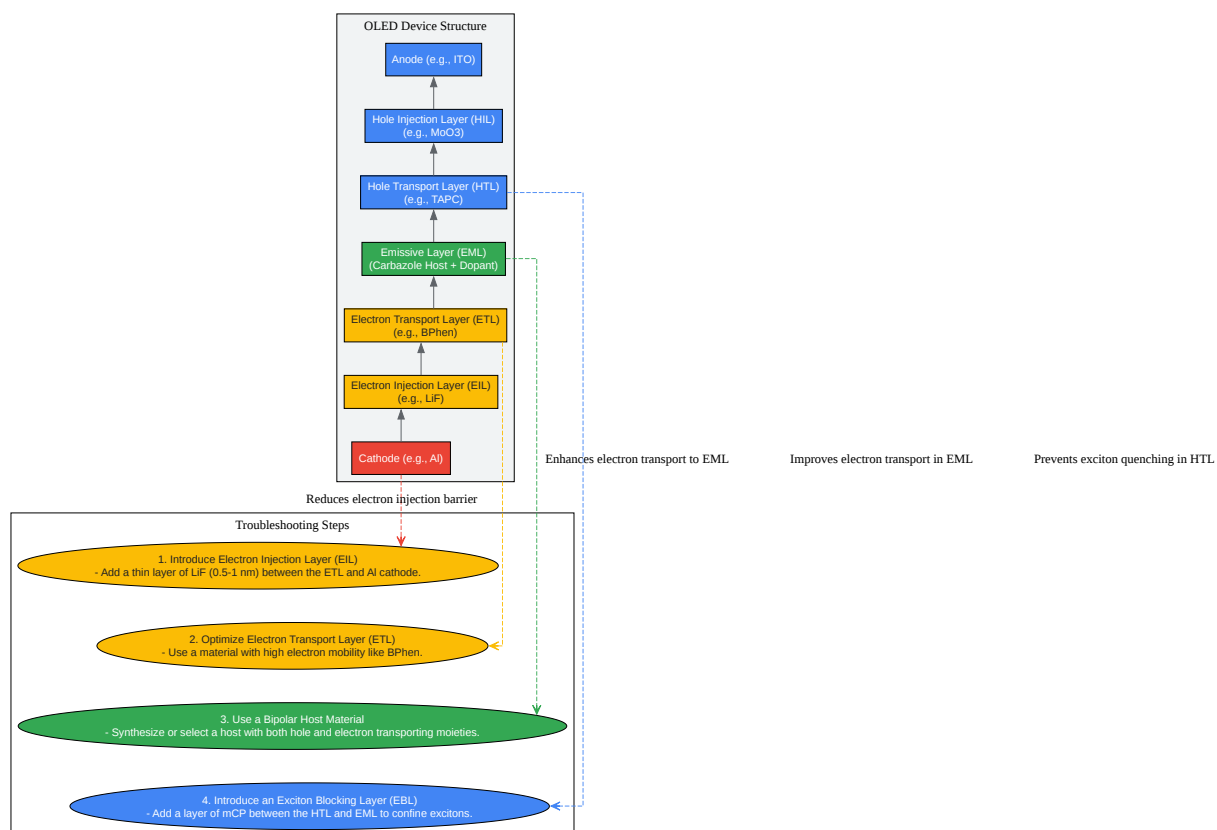 OLED Device Structure
Anode (e.g., ITO)
Hole Injection Layer (HIL)
(e.g., MoO3)
Hole Transport Layer (HTL)
(e.g., TAPC)
Emissive Layer (EML)
(Carbazole Host + Dopant)
Electron Transport Layer (ETL)
(e.g., BPhen)
Electron Injection Layer (EIL)
(e.g., LiF)
Cathode (e.g., Al)
Enhances electron transport to EML
Improves electron transport in EML
Prevents exciton quenching in HTL
Reduces electron injection barrier
Troubleshooting Steps
1. Introduce Electron Injection Layer (EIL)
- Add a thin layer of LiF (0.5-1 nm) between the ETL and Al cathode.
2. Optimize Electron Transport Layer (ETL)
- Use a material with high electron mobility like BPhen.
3. Use a Bipolar Host Material
- Synthesize or select a host with both hole and electron transporting moieties.
4. Introduce an Exciton Blocking Layer (EBL)
- Add a layer of mCP between the HTL and EML to confine excitons.